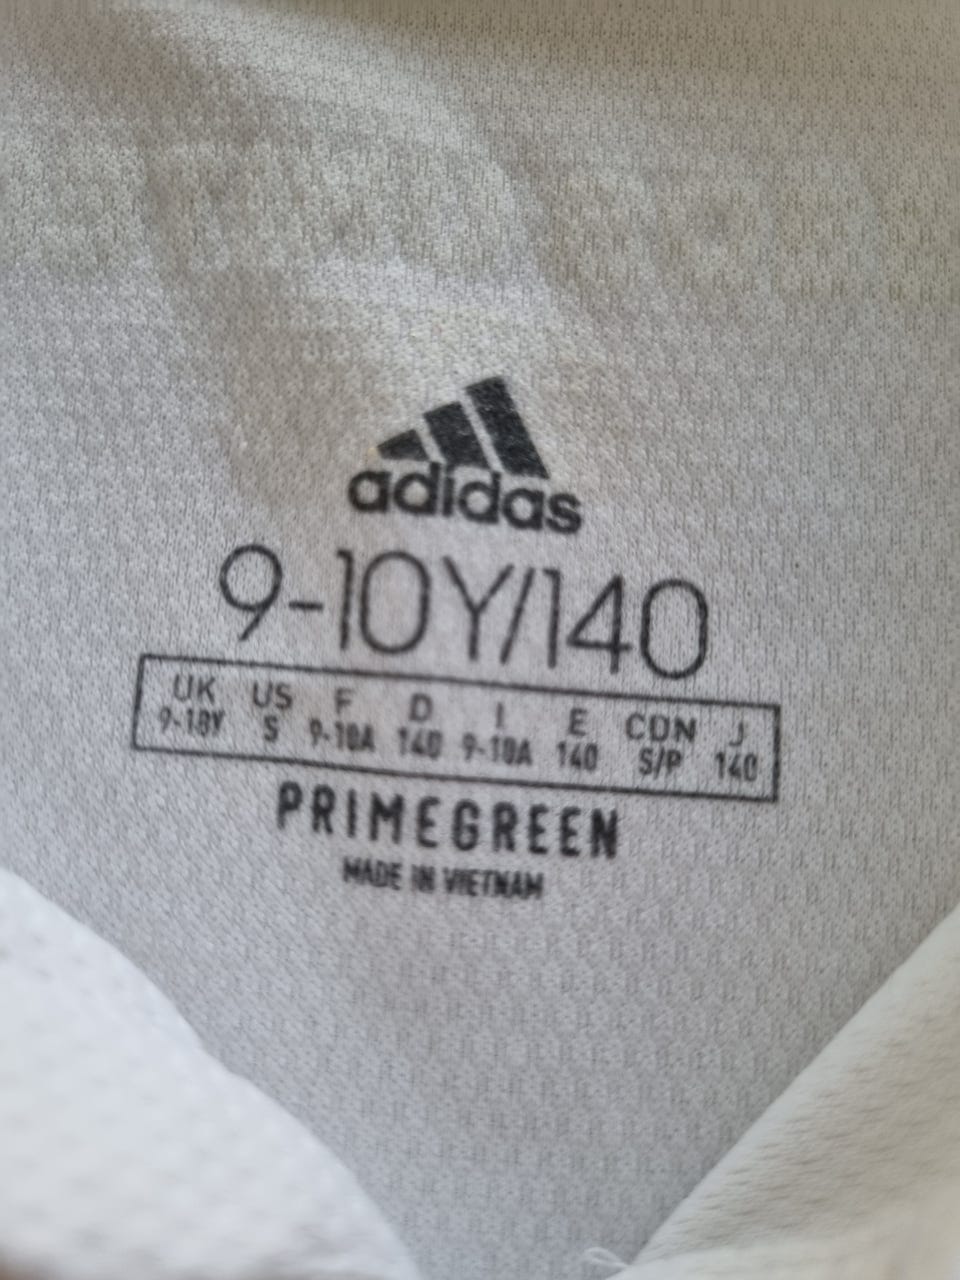 adidas
9-10Y/140
UK US F D I E CDN J
9-10Y S 9-10A 140 9-10A 140 S/P 140
PRIMEGREEN
MADE IN VIETNAM